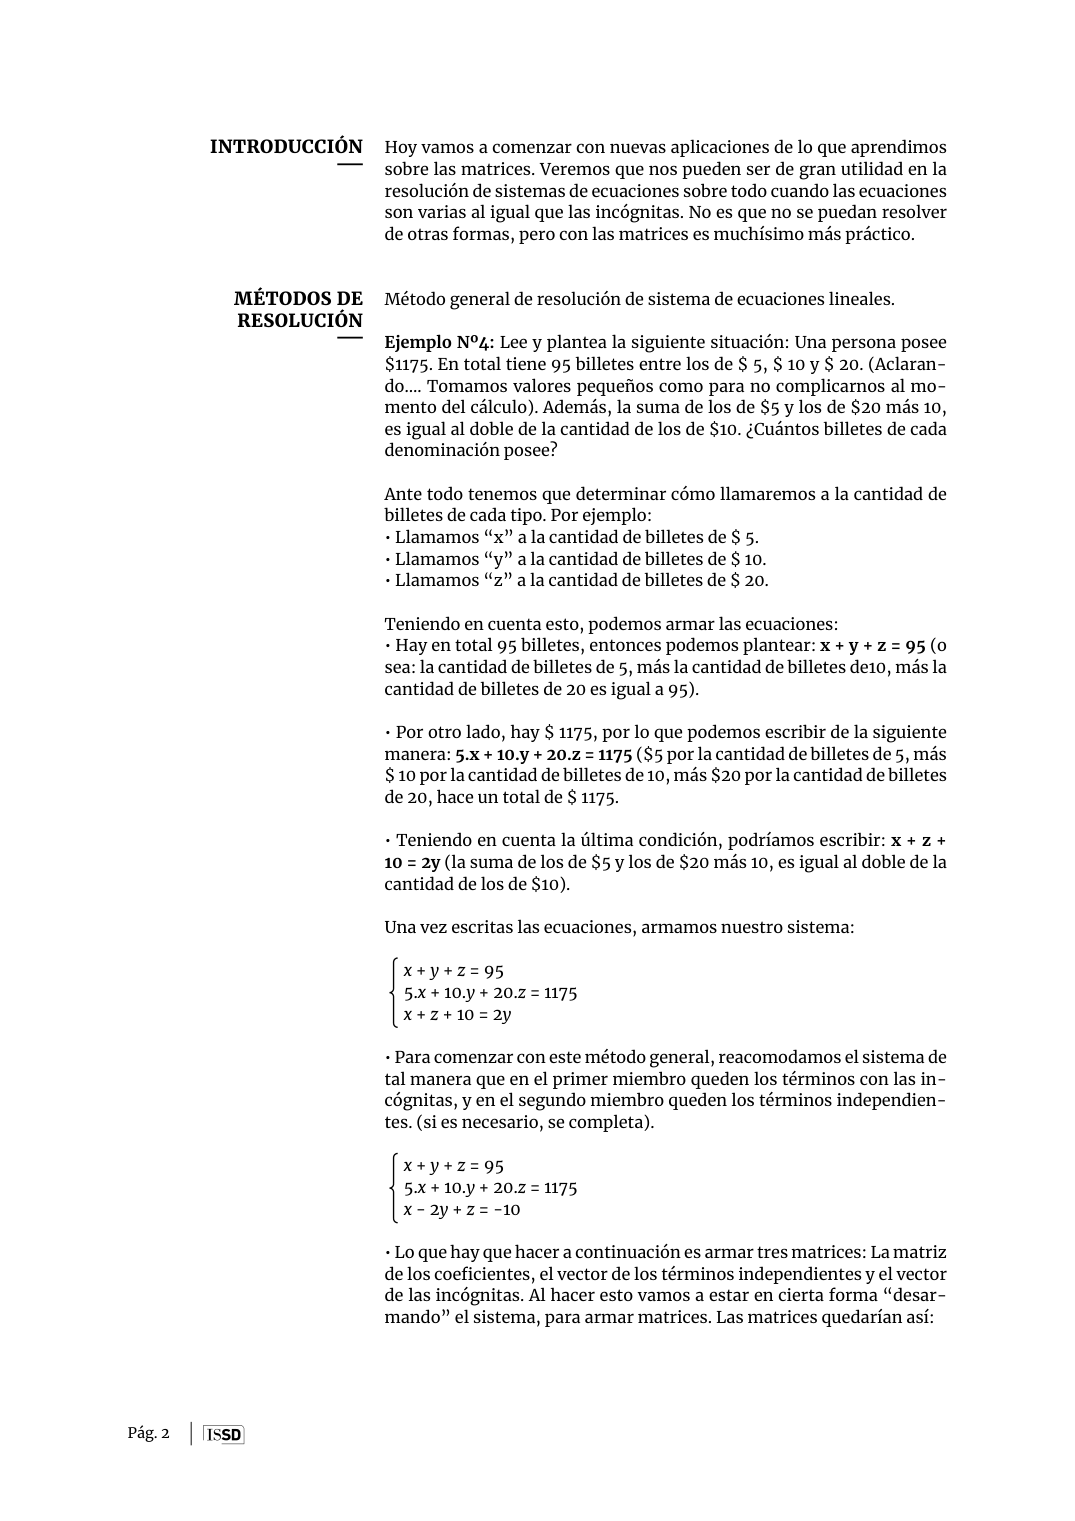 INTRODUCCIÓN
Hoy vamos a comenzar con nuevas aplicaciones de lo que aprendimos
sobre las matrices. Veremos que nos pueden ser de gran utilidad en la
resolución de sistemas de ecuaciones sobre todo cuando las ecuaciones
son varias al igual que las incógnitas. No es que no se puedan resolver
de otras formas, pero con las matrices es muchísimo más práctico.
MÉTODOS DE
RESOLUCIÓN
Método general de resolución de sistema de ecuaciones lineales.
Ejemplo Nº4: Lee y plantea la siguiente situación: Una persona posee
$1175. En total tiene 95 billetes entre los de $ 5, $ 10 y $ 20. (Aclaran-
do.... Tomamos valores pequeños como para no complicarnos al mo-
mento del cálculo). Además, la suma de los de $5 y los de $20 más 10,
es igual al doble de la cantidad de los de $10. ¿Cuántos billetes de cada
denominación posee?
Ante todo tenemos que determinar cómo llamaremos a la cantidad de
billetes de cada tipo. Por ejemplo:
• Llamamos “x” a la cantidad de billetes de $ 5.
• Llamamos “y” a la cantidad de billetes de $ 10.
• Llamamos “z” a la cantidad de billetes de $ 20.
Teniendo en cuenta esto, podemos armar las ecuaciones:
• Hay en total 95 billetes, entonces podemos plantear: x + y + z = 95 (o
sea: la cantidad de billetes de 5, más la cantidad de billetes de10, más la
cantidad de billetes de 20 es igual a 95).
• Por otro lado, hay $ 1175, por lo que podemos escribir de la siguiente
manera: 5.x + 10.y + 20.z = 1175 ($5 por la cantidad de billetes de 5, más
$ 10 por la cantidad de billetes de 10, más $20 por la cantidad de billetes
de 20, hace un total de $ 1175.
• Teniendo en cuenta la última condición, podríamos escribir: x + z +
10 = 2y (la suma de los de $5 y los de $20 más 10, es igual al doble de la
cantidad de los de $10).
Una vez escritas las ecuaciones, armamos nuestro sistema:
x + y + z = 95
5.x + 10.y + 20.z = 1175
x + z + 10 = 2y
• Para comenzar con este método general, reacomodamos el sistema de
tal manera que en el primer miembro queden los términos con las in-
cógnitas, y en el segundo miembro queden los términos independien-
tes. (si es necesario, se completa).
x + y + z = 95
5.x + 10.y + 20.z = 1175
x - 2y + z = -10
• Lo que hay que hacer a continuación es armar tres matrices: La matriz
de los coeficientes, el vector de los términos independientes y el vector
de las incógnitas. Al hacer esto vamos a estar en cierta forma “desar-
mando” el sistema, para armar matrices. Las matrices quedarían así:
Pág. 2
ISSD